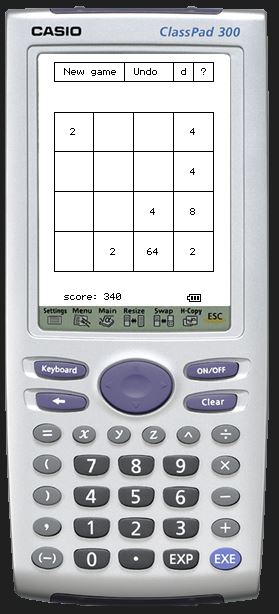 CASIO ClassPad 300
New game Undo d ?
2 4
4
4 8
2 64 2
score: 340
Settings Menu Main Resize Swap H-Copy ESC
Keyboard ON/OFF
Clear
= x y z ^ ÷
( 7 8 9 ×
) 4 5 6 −
, 1 2 3 +
(−) 0 . EXP EXE